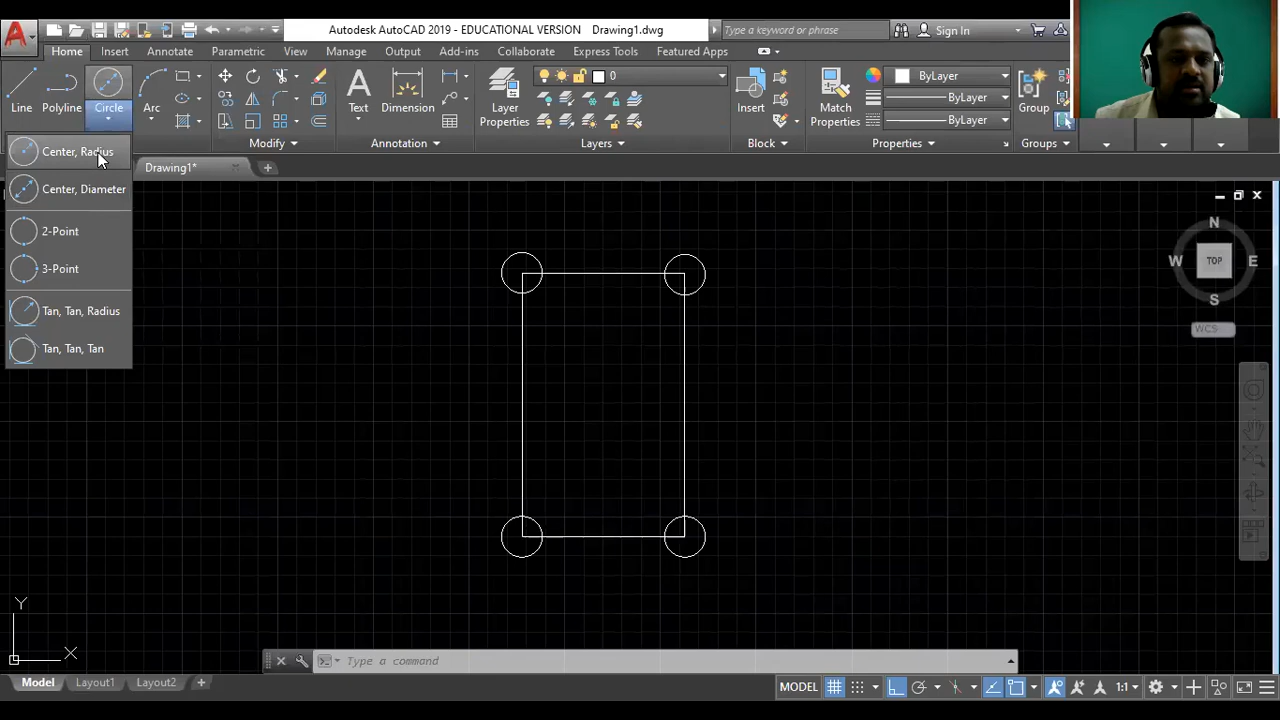 Autodesk AutoCAD 2019 - EDUCATIONAL VERSION Drawing1.dwg
Type a keyword or phrase
Sign In
Home Insert Annotate Parametric View Manage Output Add-ins Collaborate Express Tools Featured Apps
Line Polyline Circle Arc
Text Dimension
Layer Properties
0
Insert
Match Properties
ByLayer
ByLayer
ByLayer
Group
Modify Annotation Layers Block Properties Groups
Drawing1*
Center, Radius
Center, Diameter
2-Point
3-Point
Tan, Tan, Radius
Tan, Tan, Tan
N
W TOP E
S
WCS
Y
X
Type a command
Model Layout1 Layout2
MODEL 1:1